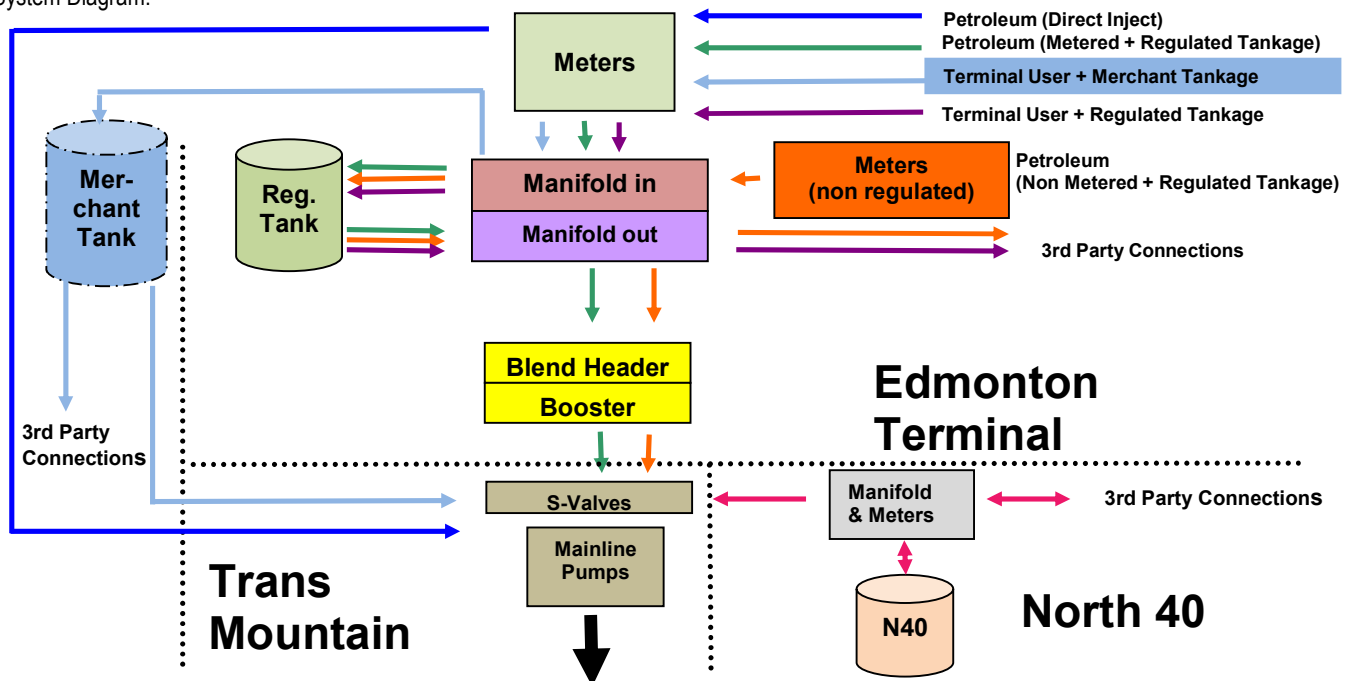 System Diagram:
Petroleum (Direct Inject)
Petroleum (Metered + Regulated Tankage)
Meters
Terminal User + Merchant Tankage
Terminal User + Regulated Tankage
Mer-
chant
Tank
Reg.
Tank
Manifold in
Manifold out
Meters
(non regulated)
Petroleum
(Non Metered + Regulated Tankage)
3rd Party Connections
Blend Header
Booster
Edmonton
Terminal
3rd Party
Connections
S-Valves
Mainline
Pumps
Manifold
& Meters
3rd Party Connections
Trans
Mountain
N40
North 40